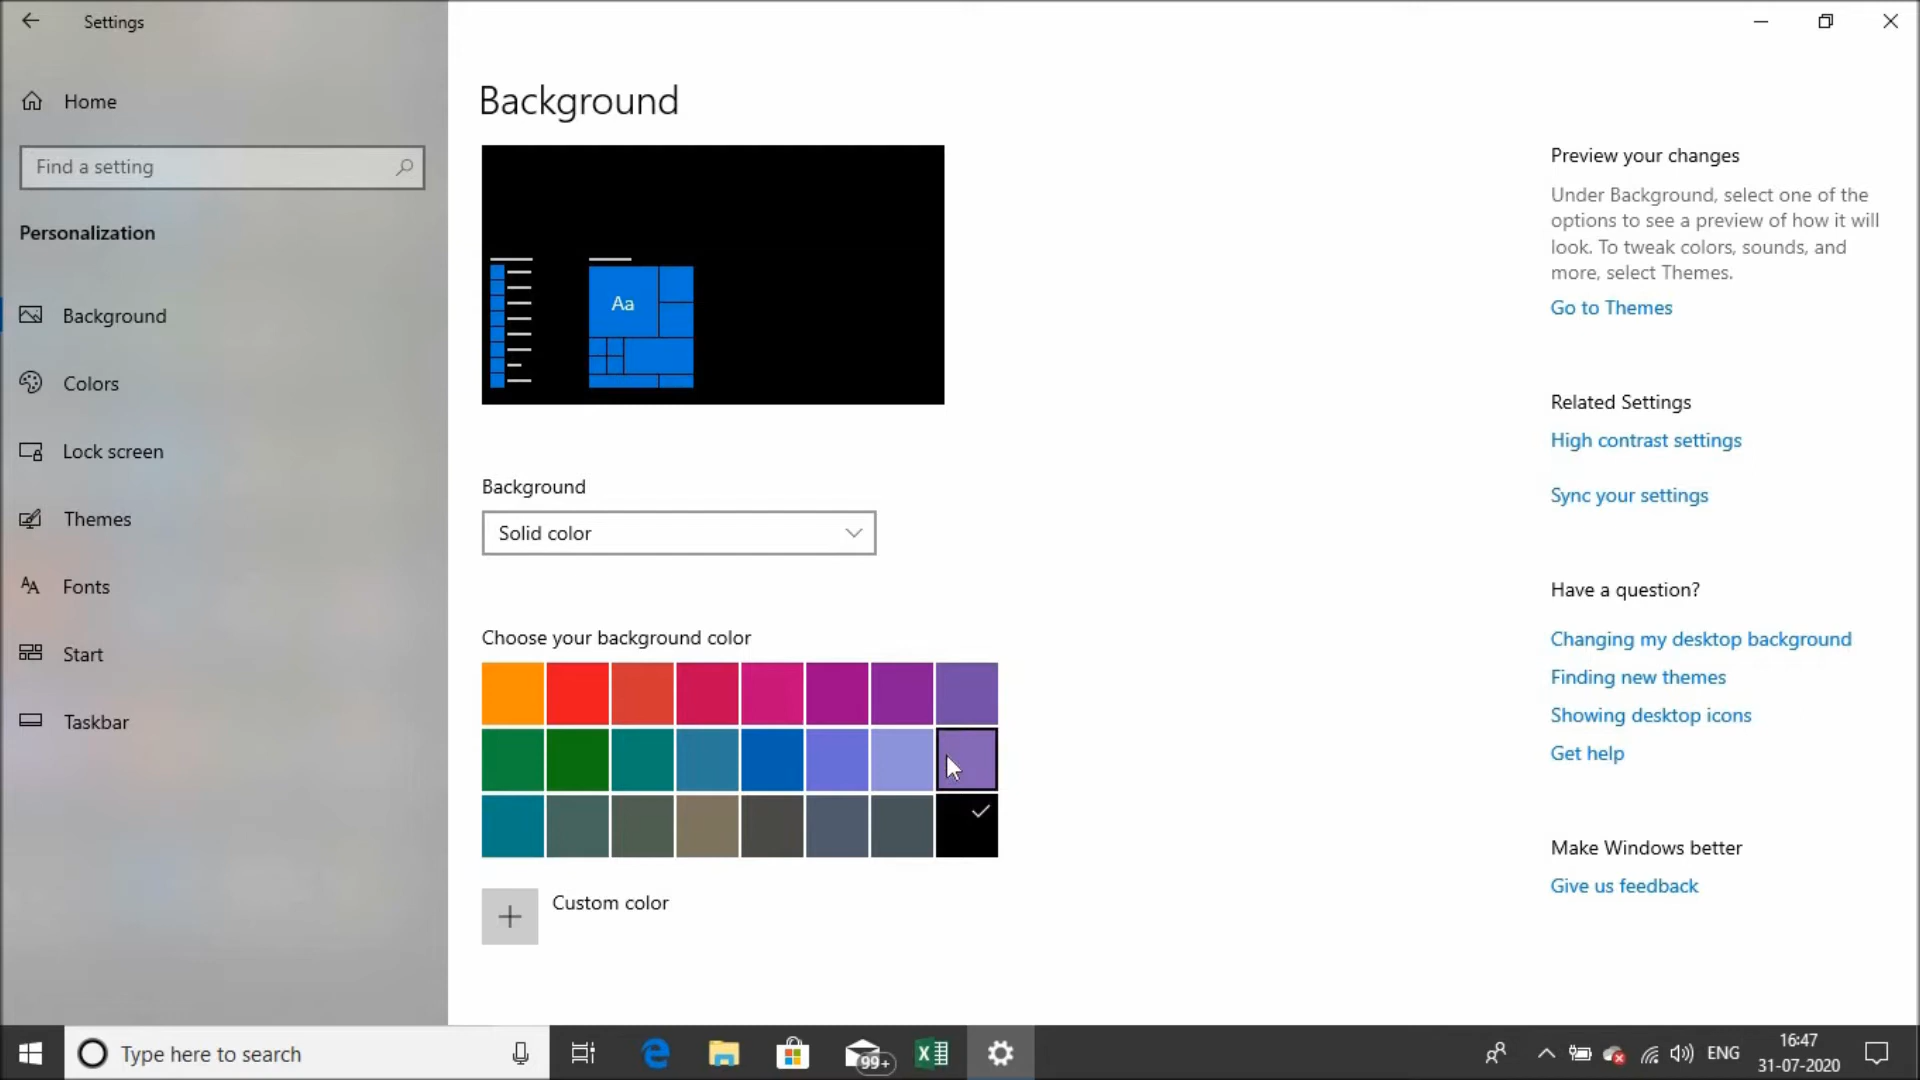 Settings
Home
Find a setting
Personalization
Background
Colors
Lock screen
Themes
Fonts
Start
Taskbar
Background
Aa
Background
Solid color
Choose your background color
Custom color
Preview your changes
Under Background, select one of the
options to see a preview of how it will
look. To tweak colors, sounds, and
more, select Themes.
Go to Themes
Related Settings
High contrast settings
Sync your settings
Have a question?
Changing my desktop background
Finding new themes
Showing desktop icons
Get help
Make Windows better
Give us feedback
Type here to search
99+
ENG
16:47
31-07-2020